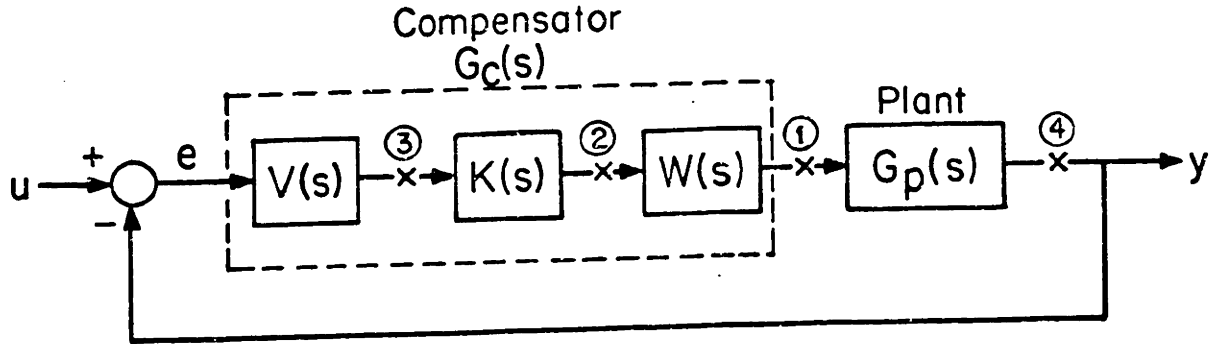 Compensator
G_C(s)
Plant
+
e
V(s)
③
K(s)
②
W(s)
①
G_p(s)
④
u
y
−